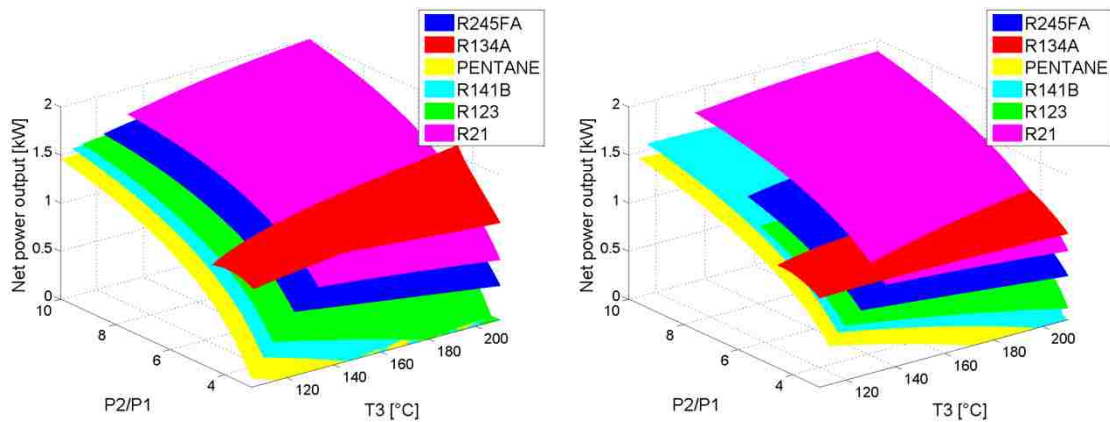 R245FA
R134A
PENTANE
R141B
R123
R21
Net power output [kW]
2
1.5
1
0.5
0
10
8
6
4
P2/P1
120
140
160
180
200
T3 [°C]
R245FA
R134A
PENTANE
R141B
R123
R21
Net power output [kW]
2
1.5
1
0.5
0
10
8
6
4
P2/P1
120
140
160
180
200
T3 [°C]